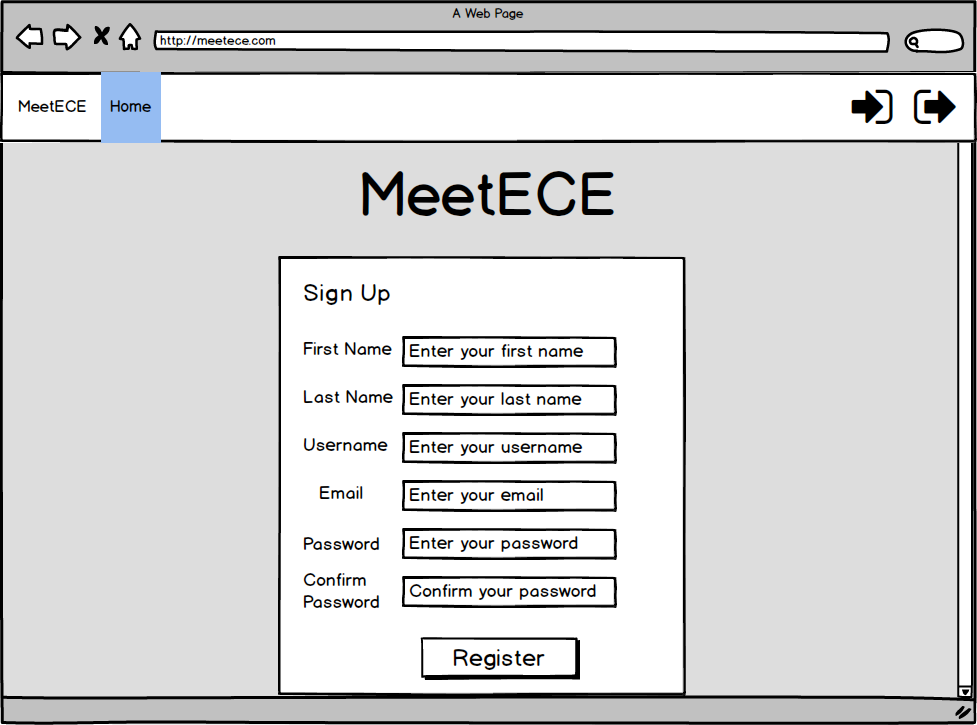 A Web Page
http://meetece.com
MeetECE Home
MeetECE
Sign Up
First Name Enter your first name
Last Name Enter your last name
Username Enter your username
Email Enter your email
Password Enter your password
Confirm
Password
Confirm your password
Register